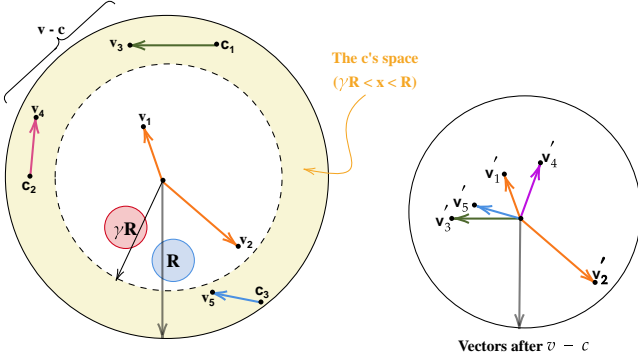 v - c
v₃
c₁
The c's space
(γR < x < R)
v₄
v₁
c₂
γR
v₂
R
v₅
c₃
v₁′
v₄′
v₅′
v₃′
v₂′
Vectors after v − c